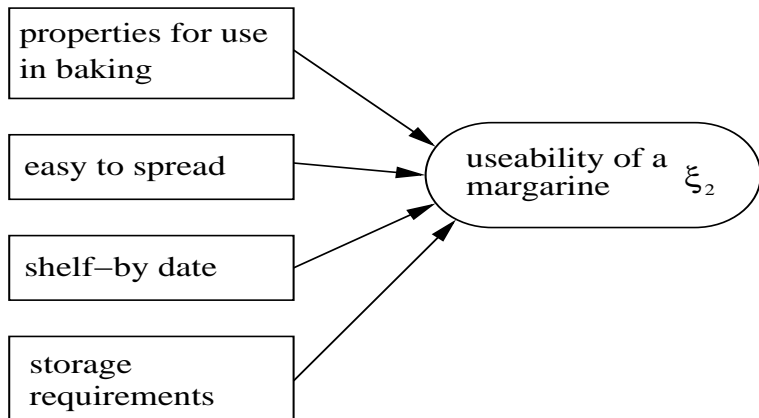 properties for use
in baking
easy to spread
shelf−by date
storage
requirements
useability of a
margarine ξ₂